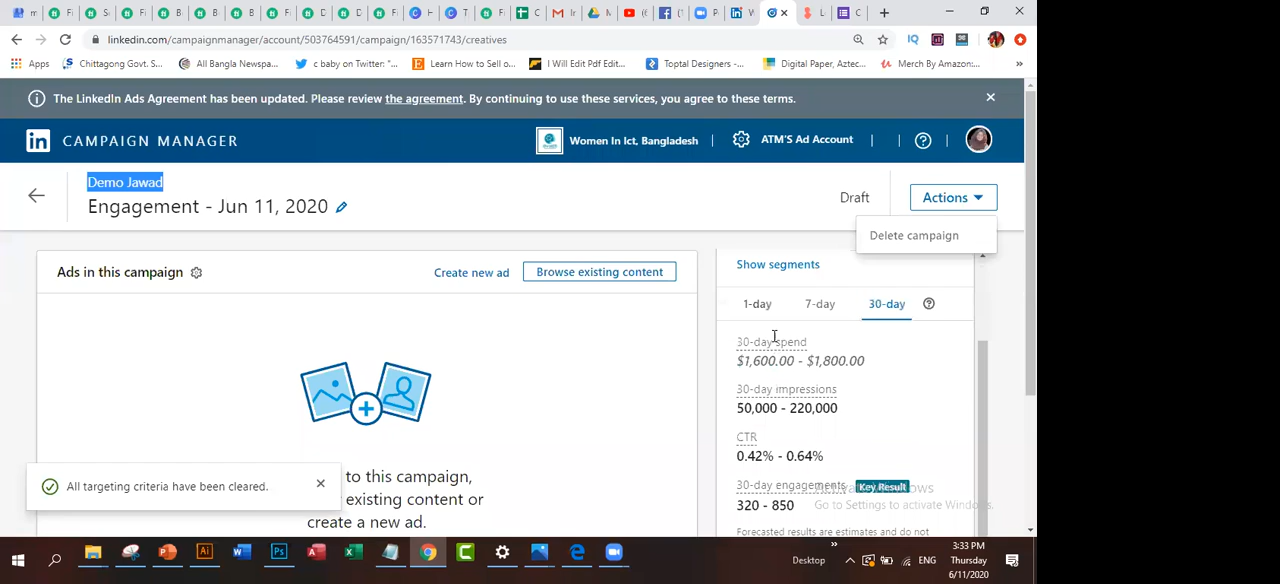 linkedin.com/campaignmanager/account/503764591/campaign/163571743/creatives
Apps
Chittagong Govt. S...
All Bangla Newspa...
c baby on Twitter: "...
Learn How to Sell o...
I Will Edit Pdf Edit...
Toptal Designers -...
Digital Paper, Aztec...
Merch By Amazon:...
»
The LinkedIn Ads Agreement has been updated. Please review the agreement. By continuing to use these services, you agree to these terms.
in CAMPAIGN MANAGER
Women In Ict, Bangladesh
ATM'S Ad Account
Demo Jawad
Engagement - Jun 11, 2020
Draft
Actions
Delete campaign
Ads in this campaign
Create new ad
Browse existing content
Show segments
1-day 7-day 30-day
30-day spend
$1,600.00 - $1,800.00
30-day impressions
50,000 - 220,000
CTR
0.42% - 0.64%
30-day engagements Key Result
320 - 850
Forecasted results are estimates and do not
to this campaign,
existing content or
create a new ad.
All targeting criteria have been cleared.
Activate Windows
Go to Settings to activate Windows.
Desktop
ENG
3:33 PM
Thursday
6/11/2020